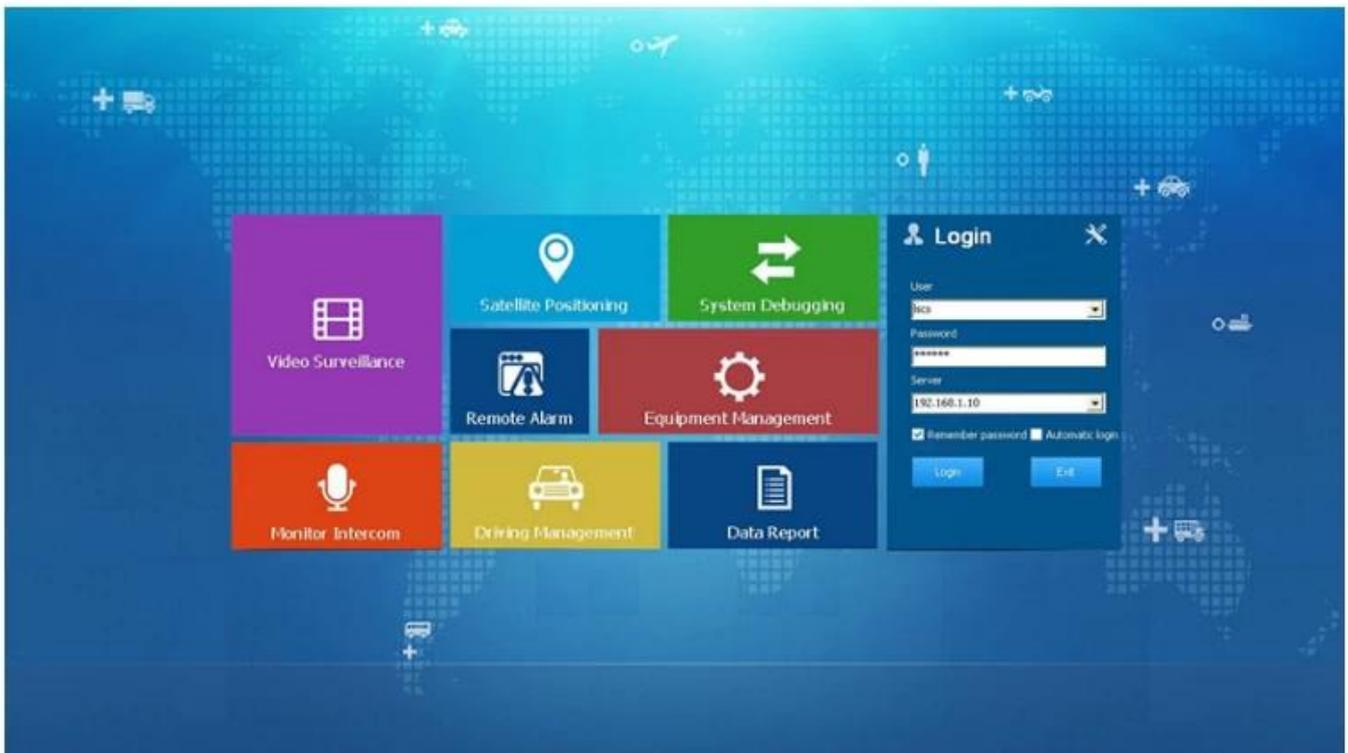 Video Surveillance
Satellite Positioning
System Debugging
Remote Alarm
Equipment Management
Monitor Intercom
Driving Management
Data Report
Login
User
Password
******
Server
192.168.1.10
Remember password Automatic login
Login Exit